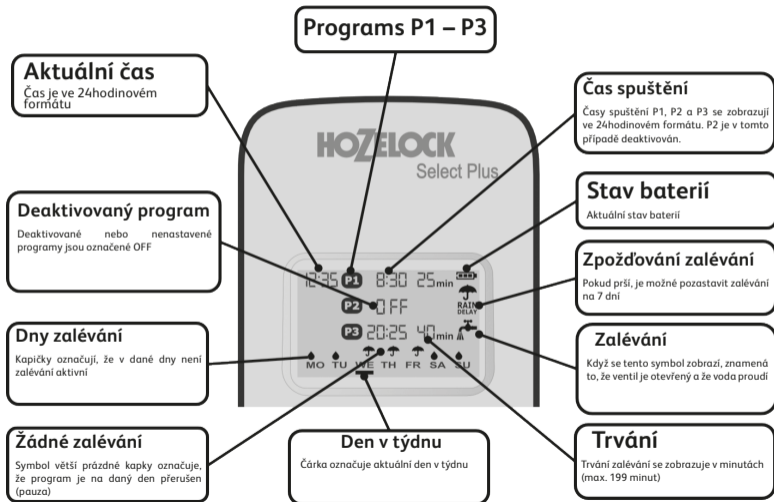 Programs P1 – P3
Aktuální čas
Čas je ve 24hodinovém
formátu
Čas spuštění
Časy spuštění P1, P2 a P3 se zobrazují
ve 24hodinovém formátu. P2 je v tomto
případě deaktivován.
HOZELOCK
Select Plus
Deaktivovaný program
Deaktivované nebo nenastavené
programy jsou označené OFF
Stav baterií
Aktuální stav baterií
Zpožďování zalévání
Pokud prší, je možné pozastavit zalévání
na 7 dní
12:35 P1 8:30 25 min
P2 OFF
RAIN
DELAY
P3 20:25 40 min
MO TU WE TH FR SA SU
Dny zalévání
Kapičky označují, že v dané dny není
zalévání aktivní
Zalévání
Když se tento symbol zobrazí, znamená
to, že ventil je otevřený a že voda proudí
Žádné zalévání
Symbol větší prázdné kapky označuje,
že program je na daný den přerušen
(pauza)
Den v týdnu
Čárka označuje aktuální den v týdnu
Trvání
Trvání zalévání se zobrazuje v minutách
(max. 199 minut)